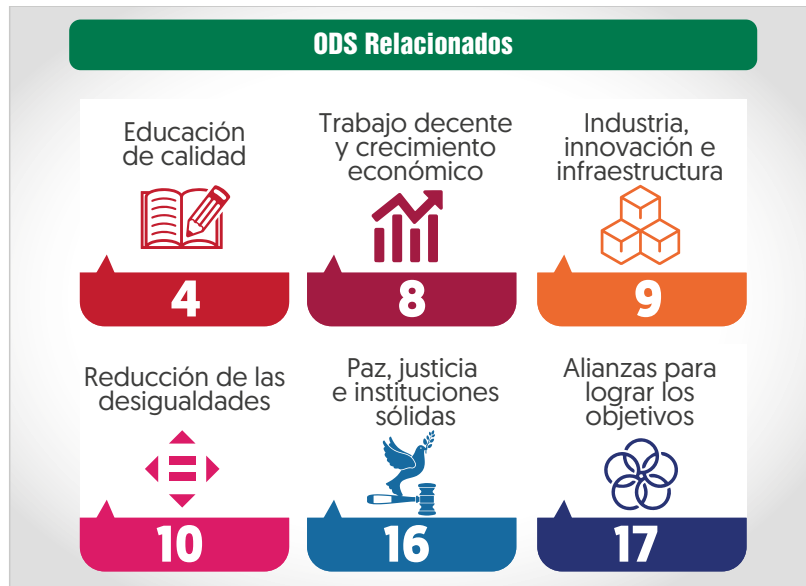 ODS Relacionados
Educación
de calidad
4
Trabajo decente
y crecimiento
económico
8
Industria,
innovación e
infraestructura
9
Reducción de las
desigualdades
10
Paz, justicia
e instituciones
sólidas
16
Alianzas para
lograr los
objetivos
17